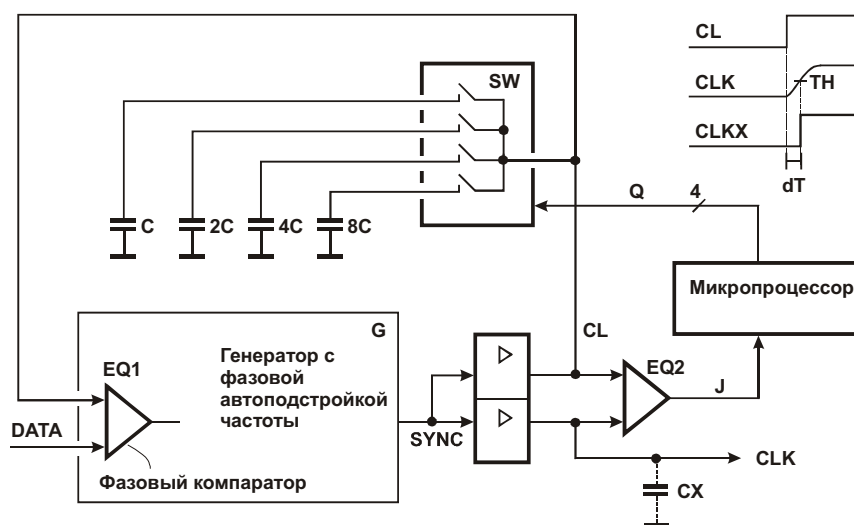 CL
CLK
TH
CLKX
dT
SW
C
2C
4C
8C
Q
4
Микропроцессор
G
Генератор с
фазовой
автоподстройкой
частоты
EQ1
DATA
Фазовый компаратор
SYNC
CL
EQ2
J
CLK
CX